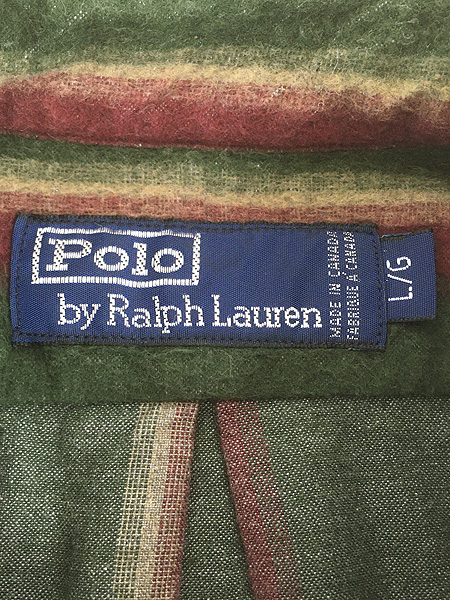 Polo
by Ralph Lauren
MADE IN CANADA
FABRIQUÉ À CANADA
L/G